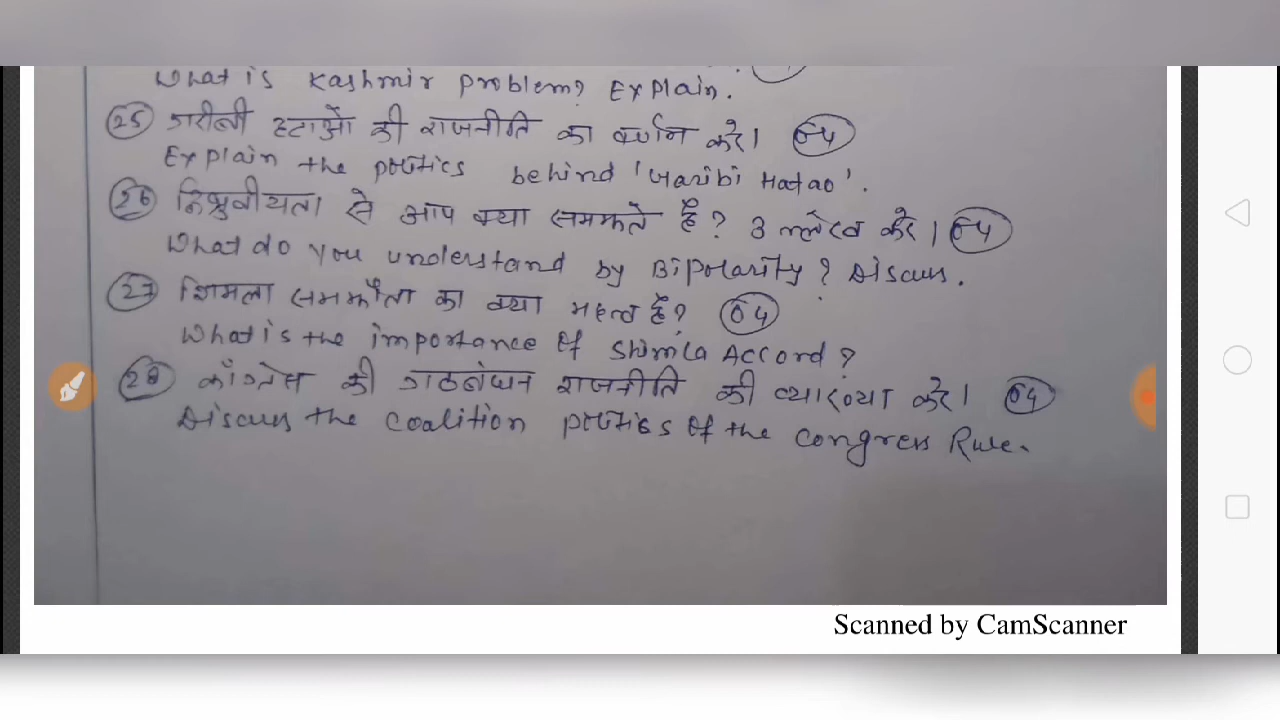 What is Kashmir problem? Explain.
25 गरीबी हटाओ की राजनीति का वर्णन करें। 04
Explain the politics behind 'Garibi Hatao'.
26 द्विध्रुवीयता से आप क्या समझते हैं? उल्लेख करें। 04
What do you understand by Bipolarity? Discuss.
27 शिमला समझौता का क्या महत्व है? 04
What is the importance of Shimla Accord?
28 काँग्रेस की गठबंधन राजनीति की व्याख्या करें। 04
Discuss the coalition politics of the Congress Rule.
Scanned by CamScanner